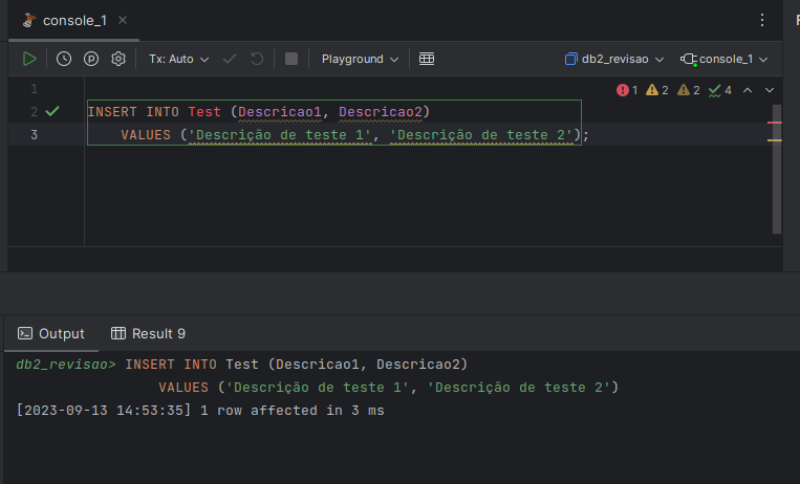 console_1
Tx: Auto
Playground
db2_revisao
console_1
1
1 2 2 4
2 INSERT INTO Test (Descricao1, Descricao2)
3 VALUES ('Descrição de teste 1', 'Descrição de teste 2');
Output
Result 9
db2_revisao> INSERT INTO Test (Descricao1, Descricao2)
VALUES ('Descrição de teste 1', 'Descrição de teste 2')
[2023-09-13 14:53:35] 1 row affected in 3 ms